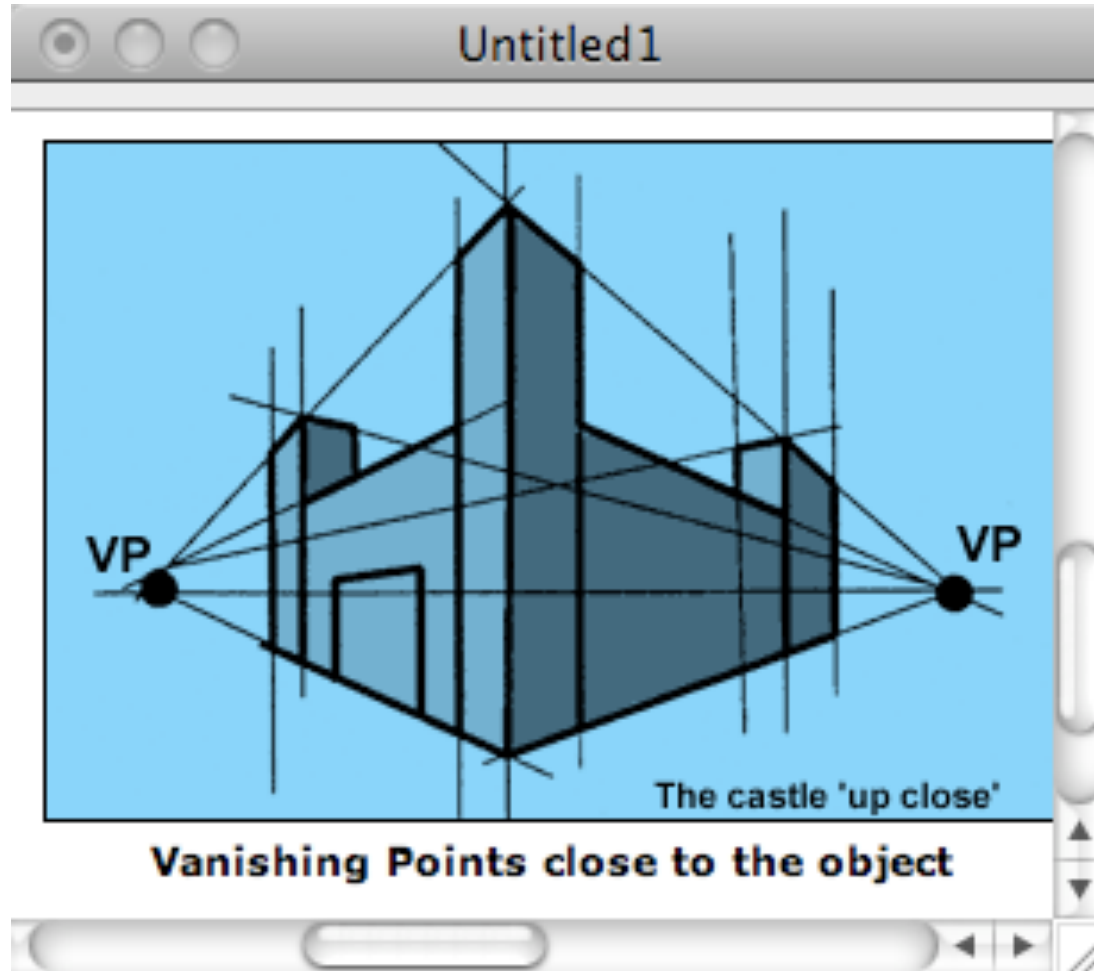 Untitled1
VP
VP
The castle 'up close'
Vanishing Points close to the object